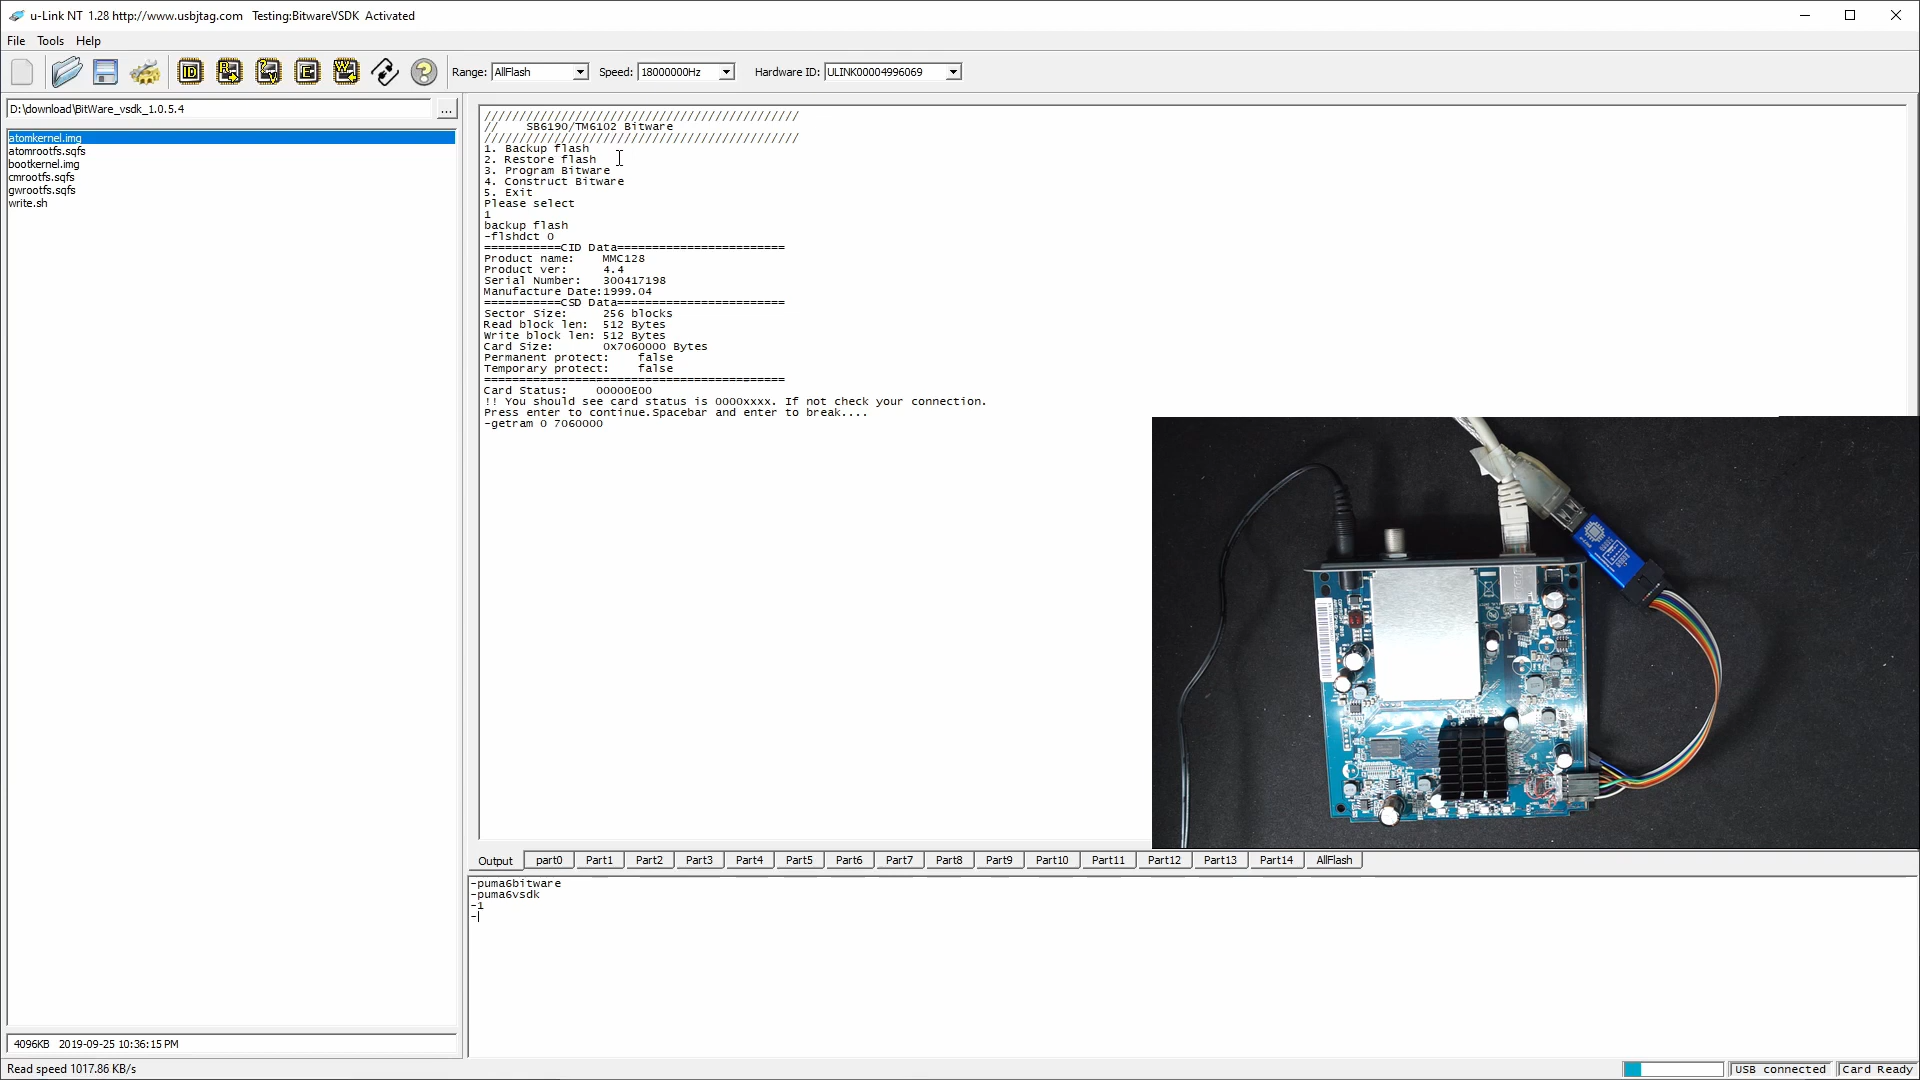 u-Link NT 1.28 http://www.usbjtag.com Testing:BitwareVSDK Activated
File Tools Help
Range: AllFlash Speed: 18000000Hz Hardware ID: ULINK00004996069
D:\download\BitWare_vsdk_1.0.5.4 ...
atomkernel.img
atomrootfs.sqfs
bootkernel.img
cmrootfs.sqfs
gwrootfs.sqfs
write.sh
4096KB 2019-09-25 10:36:15 PM
/////////////////////////////////////////////
// SB6190/TM6102 Bitware
/////////////////////////////////////////////
1. Backup flash
2. Restore flash
3. Program Bitware
4. Construct Bitware
5. Exit
Please select
1
backup flash
-flshdct 0
===========CID Data========================
Product name: MMC128
Product ver: 4.4
Serial Number: 300417198
Manufacture Date:1999.04
===========CSD Data========================
Sector Size: 256 blocks
Read block len: 512 Bytes
Write block len: 512 Bytes
Card Size: 0x7060000 Bytes
Permanent protect: false
Temporary protect: false
===========================================
Card Status: 00000E00
!! You should see card status is 0000xxxx. If not check your connection.
Press enter to continue.Spacebar and enter to break....
-getram 0 7060000
Output part0 Part1 Part2 Part3 Part4 Part5 Part6 Part7 Part8 Part9 Part10 Part11 Part12 Part13 Part14 AllFlash
-puma6bitware
-puma6vsdk
-1
-
Read speed 1017.86 KB/s
USB connected Card Ready